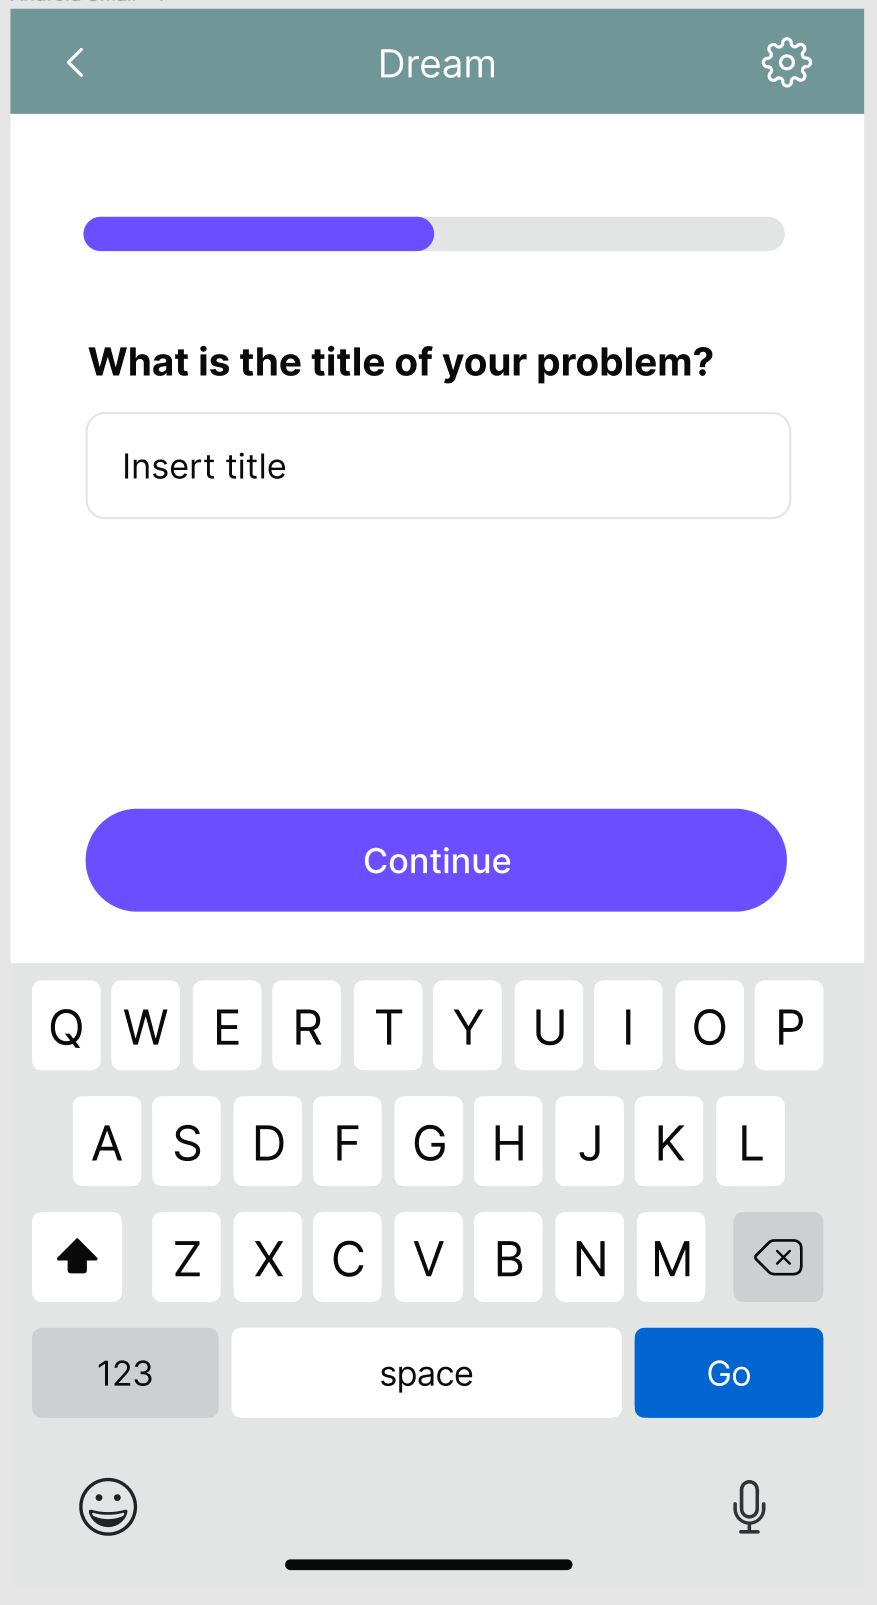 Dream
What is the title of your problem?
Insert title
Continue
Q W E R T Y U I O P
A S D F G H J K L
Z X C V B N M
123 space Go